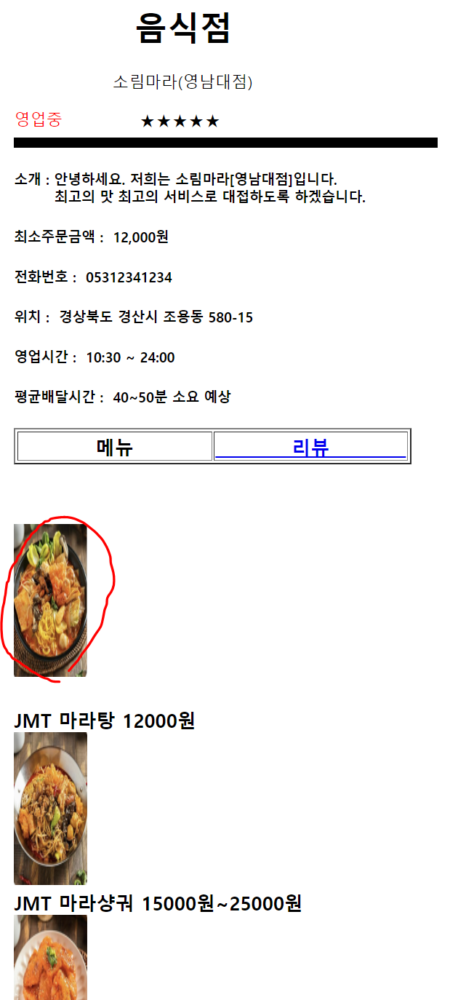 음식점
소림마라(영남대점)
영업중 ★★★★★
소개 : 안녕하세요. 저희는 소림마라[영남대점]입니다.
최고의 맛 최고의 서비스로 대접하도록 하겠습니다.
최소주문금액 : 12,000원
전화번호 : 05312341234
위치 : 경상북도 경산시 조용동 580-15
영업시간 : 10:30 ~ 24:00
평균배달시간 : 40~50분 소요 예상
메뉴 리뷰
JMT 마라탕 12000원
JMT 마라샹궈 15000원~25000원